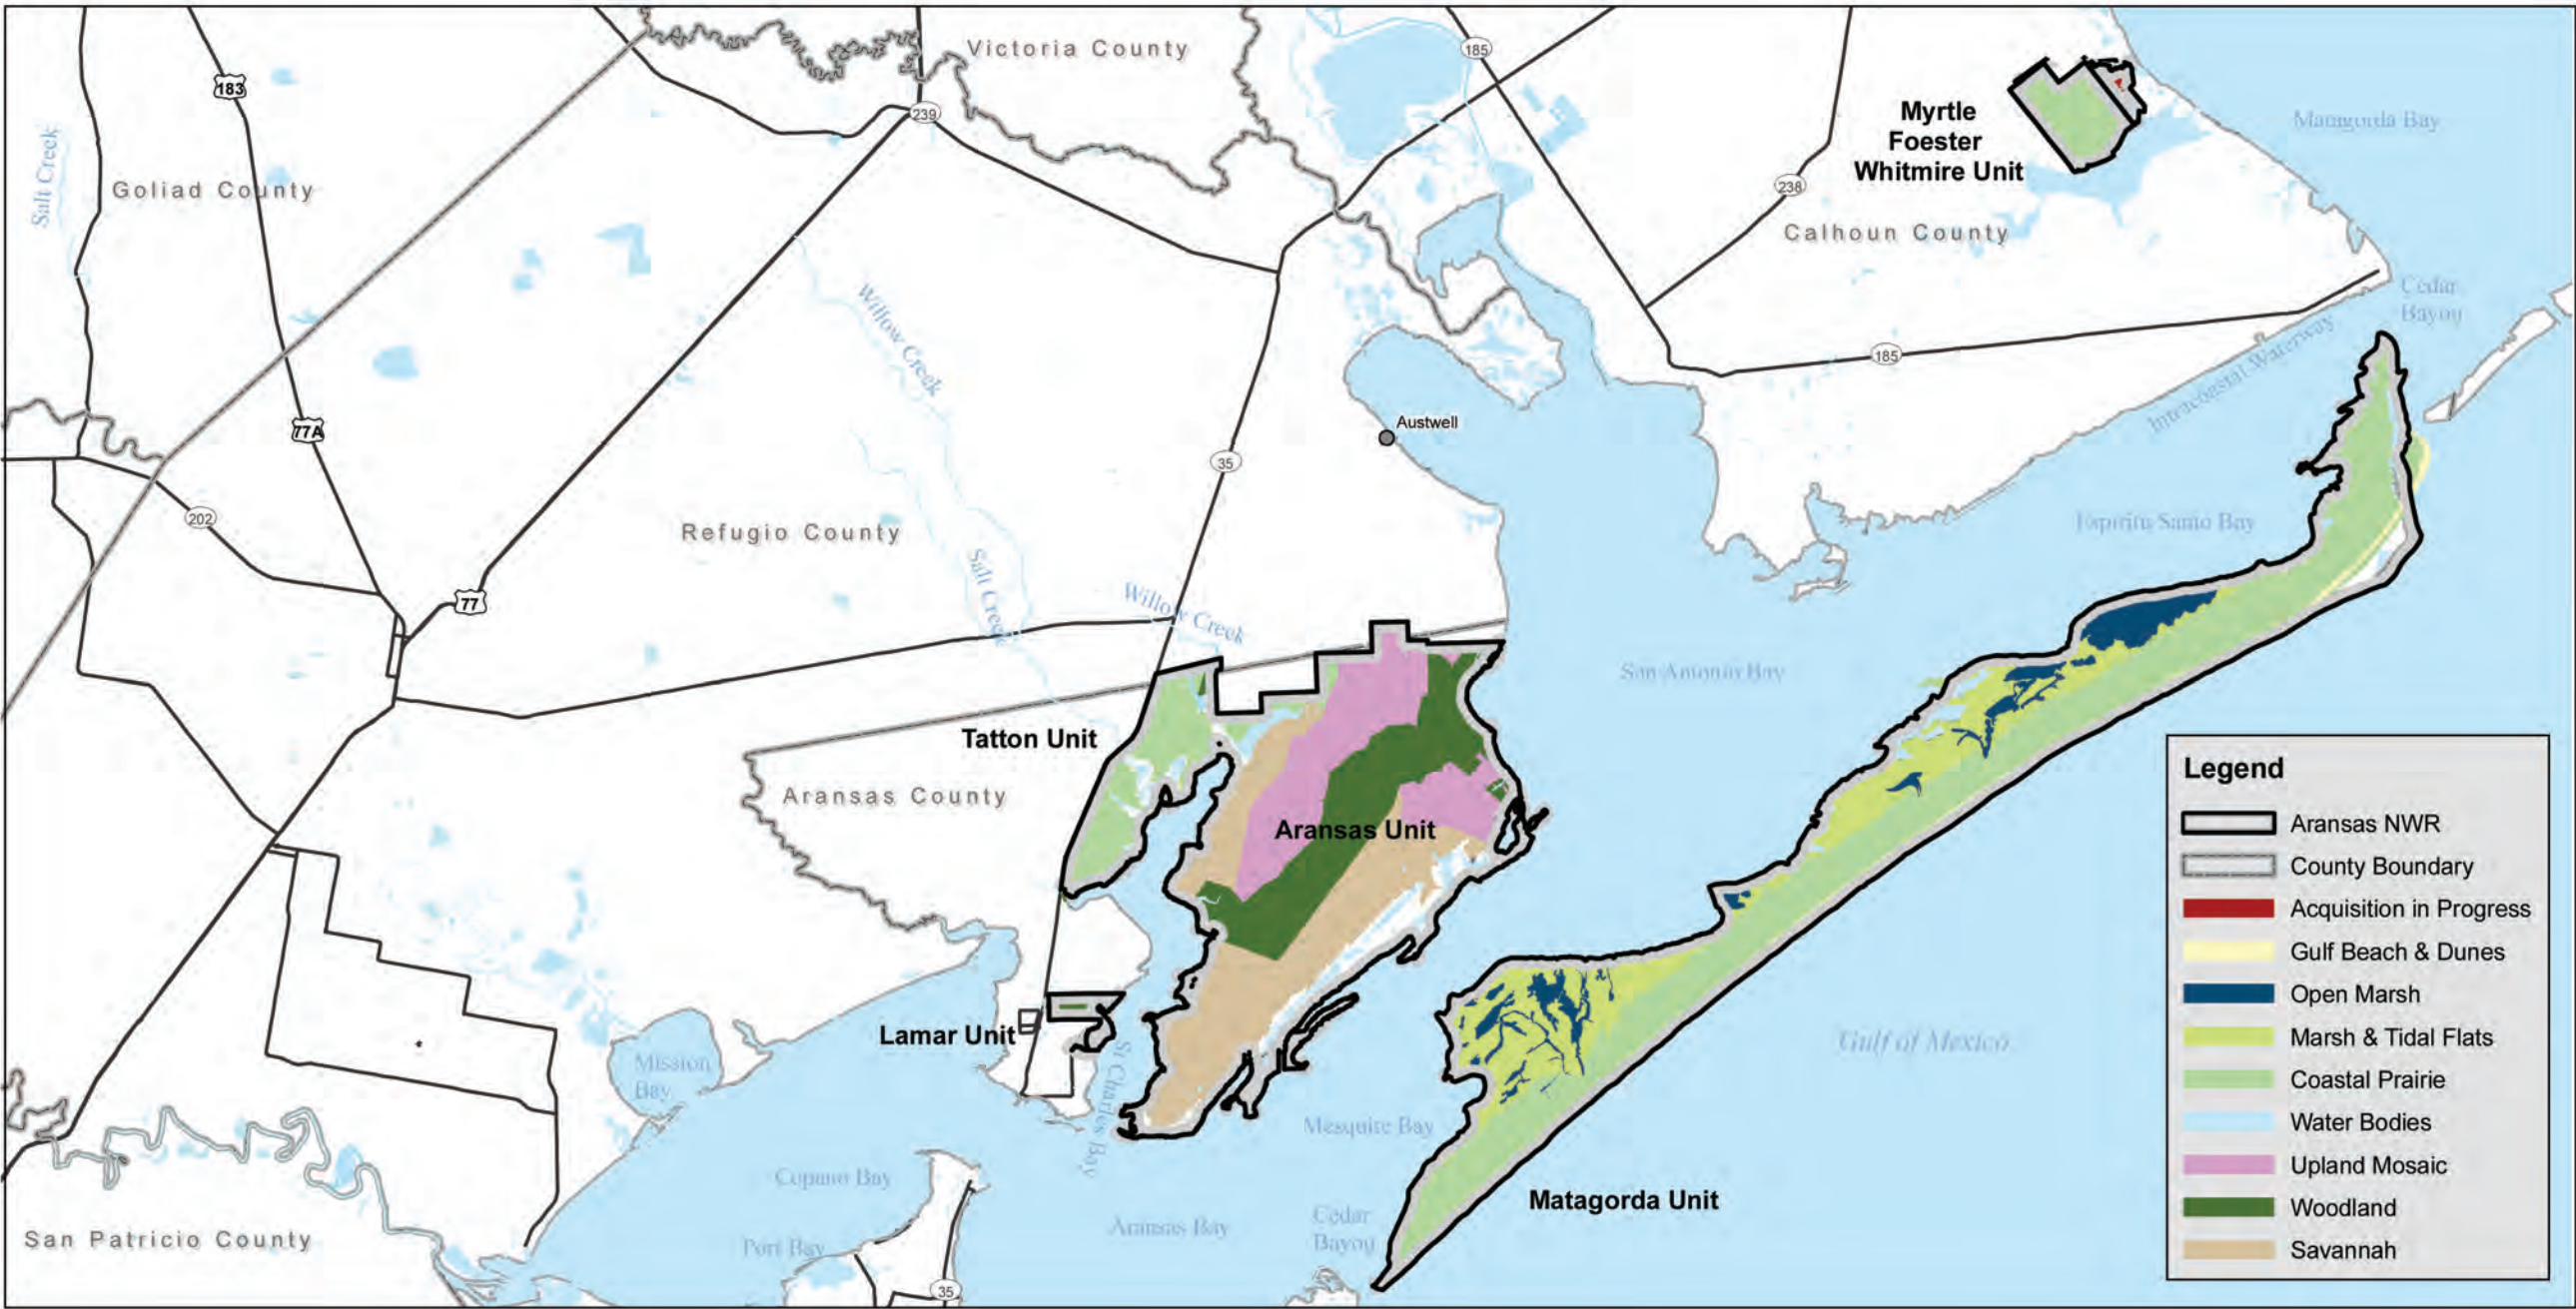 Victoria County
185
183
239
Myrtle
Foester
Whitmire Unit
Matagorda Bay
Salt Creek
Goliad County
238
Calhoun County
Cedar
Bayou
Willow Creek
185
Intercoastal Waterway
77A
Austwell
35
202
Refugio County
Espiritu Santo Bay
Salt Creek
77
Willow Creek
San Antonio Bay
Tatton Unit
Aransas County
Aransas Unit
Lamar Unit
Mission
Bay
St Charles Bay
Gulf of Mexico
Mesquite Bay
Copano Bay
Matagorda Unit
Aransas Bay
Cedar
Bayou
Port Bay
San Patricio County
35
Legend
Aransas NWR
County Boundary
Acquisition in Progress
Gulf Beach & Dunes
Open Marsh
Marsh & Tidal Flats
Coastal Prairie
Water Bodies
Upland Mosaic
Woodland
Savannah